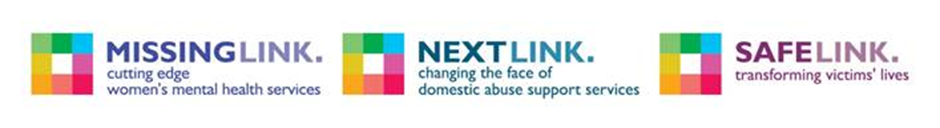 MISSINGLINK.
cutting edge
women's mental health services
NEXTLINK.
changing the face of
domestic abuse support services
SAFELINK.
transforming victims' lives